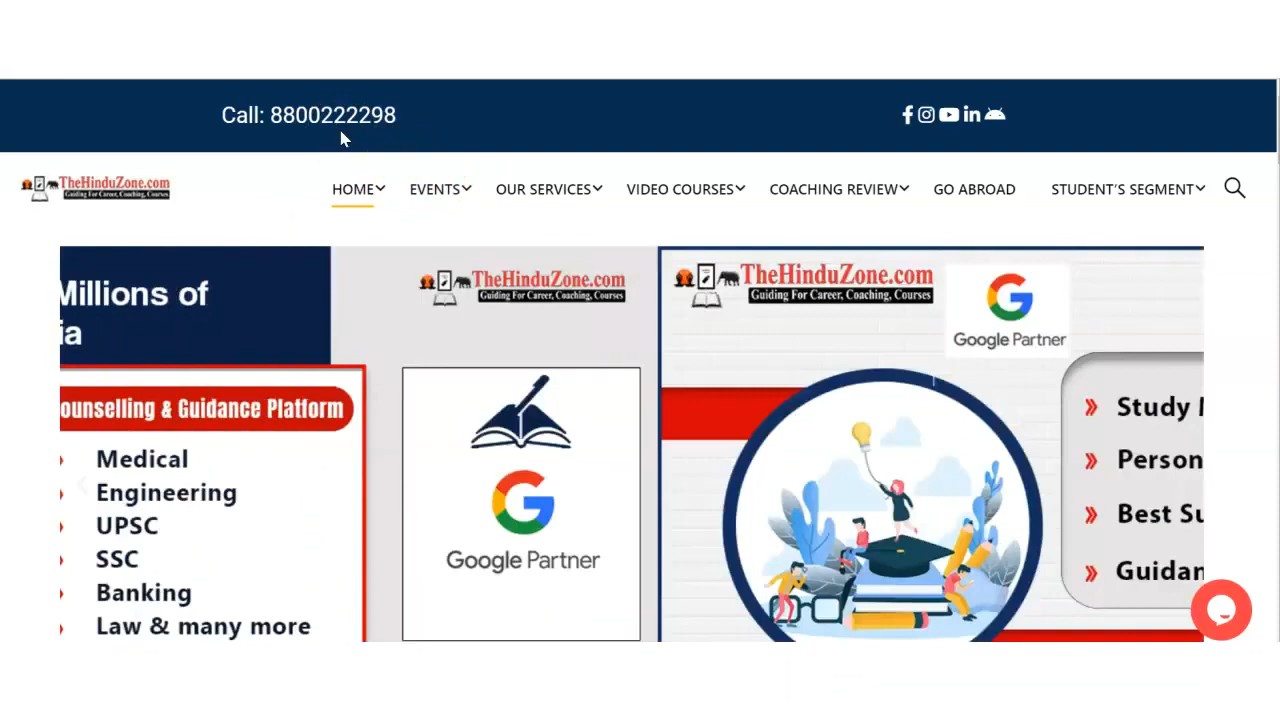 Call: 8800222298
TheHinduZone.com
Guiding For Career, Coaching, Courses
HOME EVENTS OUR SERVICES VIDEO COURSES COACHING REVIEW GO ABROAD STUDENT'S SEGMENT
Millions of
ia
ounselling & Guidance Platform
Medical
Engineering
UPSC
SSC
Banking
Law & many more
TheHinduZone.com
Guiding For Career, Coaching, Courses
Google Partner
TheHinduZone.com
Guiding For Career, Coaching, Courses
Google Partner
Study
Person
Best Su
Guidan